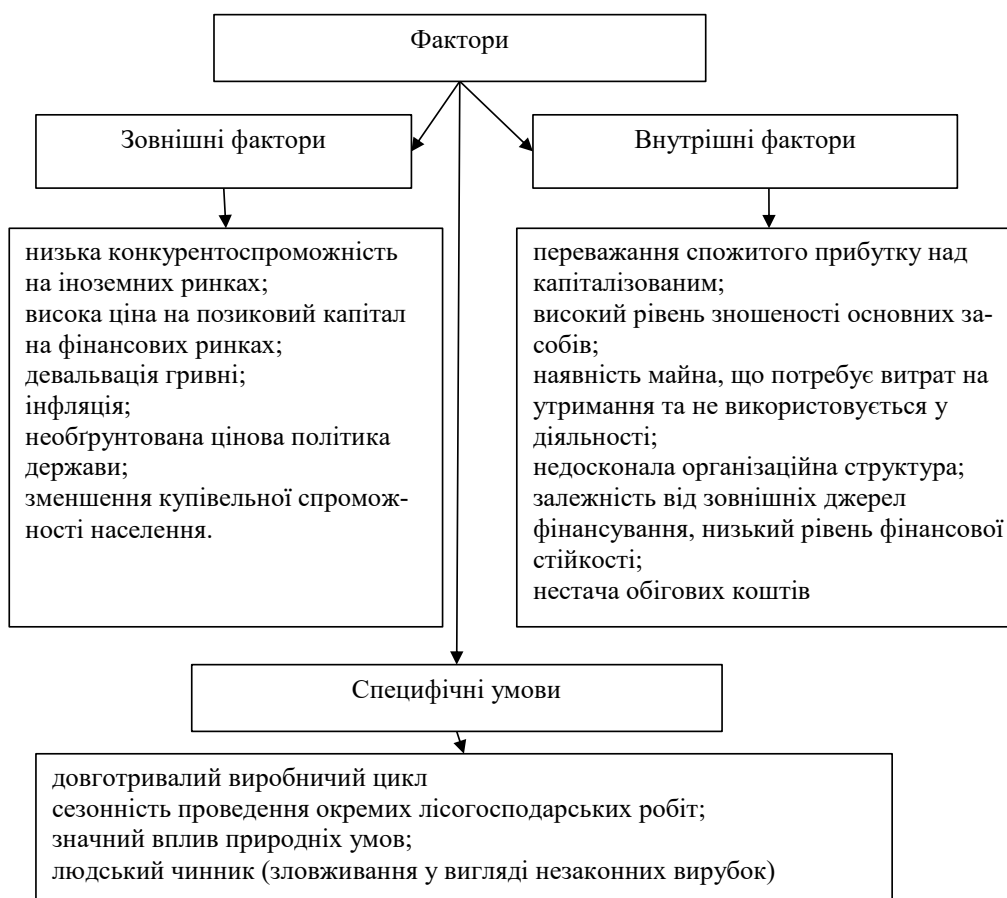 Фактори
Зовнішні фактори
Внутрішні фактори
низька конкурентоспроможність
на іноземних ринках;
висока ціна на позиковий капітал
на фінансових ринках;
девальвація гривні;
інфляція;
необґрунтована цінова політика
держави;
зменшення купівельної спромож-
ності населення.
переважання спожитого прибутку над
капіталізованим;
високий рівень зношеності основних за-
собів;
наявність майна, що потребує витрат на
утримання та не використовується у
діяльності;
недосконала організаційна структура;
залежність від зовнішніх джерел
фінансування, низький рівень фінансової
стійкості;
нестача обігових коштів
Специфічні умови
довготривалий виробничий цикл
сезонність проведення окремих лісогосподарських робіт;
значний вплив природніх умов;
людський чинник (зловживання у вигляді незаконних вирубок)